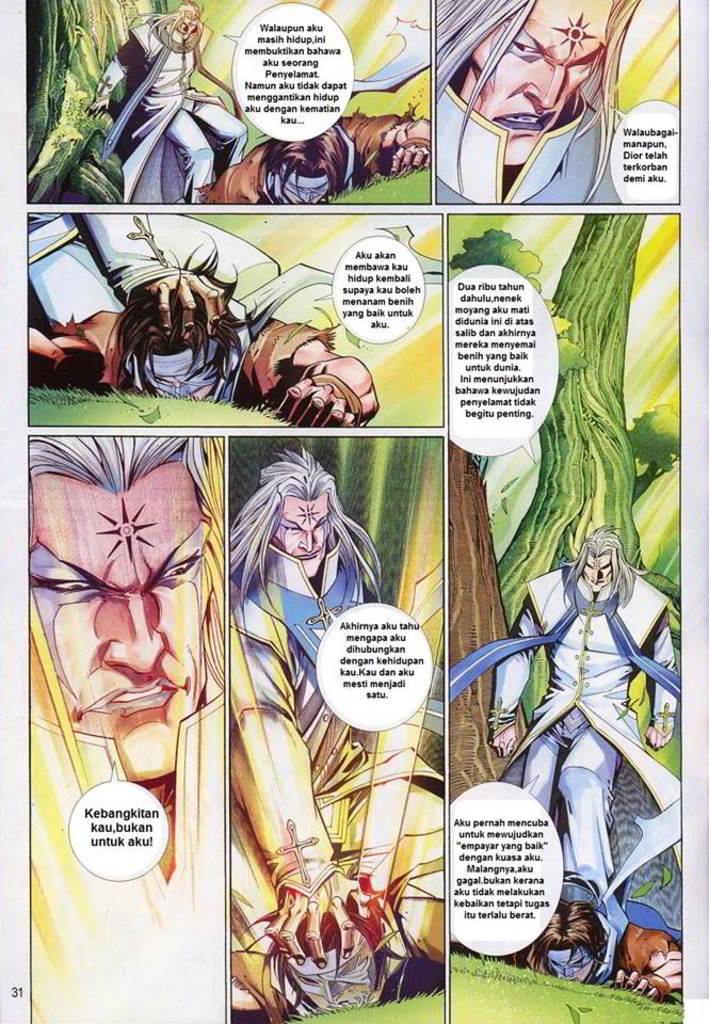 Walaupun aku
masih hidup,ini
membuktikan bahawa
aku seorang
Penyelamat.
Namun aku tidak dapat
menggantikan hidup
aku dengan kematian
kau...
Walaubagai-
manapun,
Dior telah
terkorban
demi aku.
Aku akan
membawa kau
hidup kembali
supaya kau boleh
menanam benih
yang baik untuk
aku.
Dua ribu tahun
dahulu,nenek
moyang aku mati
didunia ini di atas
salib dan akhirnya
mereka menyemai
benih yang baik
untuk dunia.
Ini menunjukkan
bahawa kewujudan
penyelamat tidak
begitu penting.
Aku pernah mencuba
untuk mewujudkan
"empayar yang baik"
dengan kuasa aku.
Malangnya,aku
gagal.bukan kerana
aku tidak melakukan
kebaikan tetapi tugas
itu terlalu berat.
Akhirnya aku tahu
mengapa aku
dihubungkan
dengan kehidupan
kau.Kau dan aku
mesti menjadi
satu.
Kebangkitan
kau,bukan
untuk aku!
31